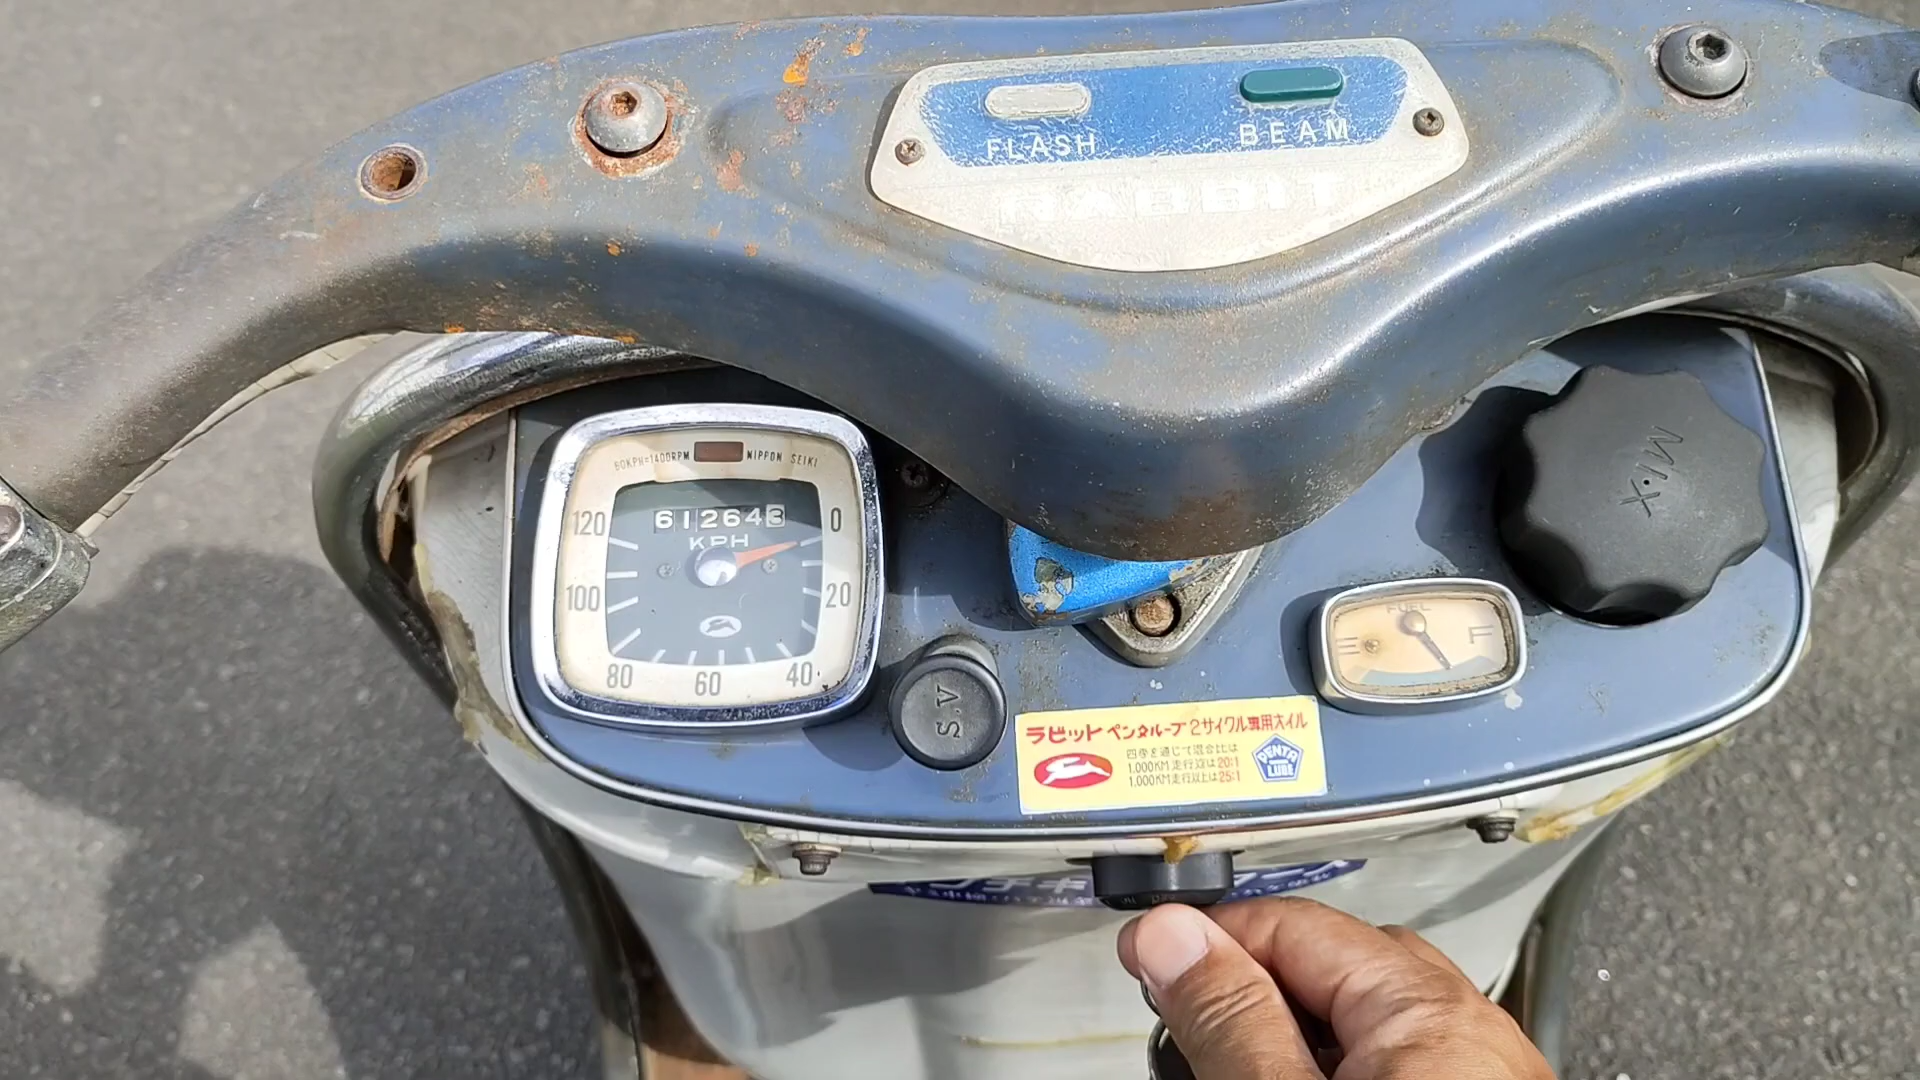 FLASH
BEAM
RABBIT
60KPH=1400RPM
NIPPON SEIKI
612643
KPH
120
0
100
20
80
60
40
S.V
MIX
FUEL
E
F
ラビット ペンタルーブ 2サイクル専用オイル
四季を通じて混合比は
1,000KM走行迄は20:1
1,000KM走行以上は25:1
PENTA
LUBE